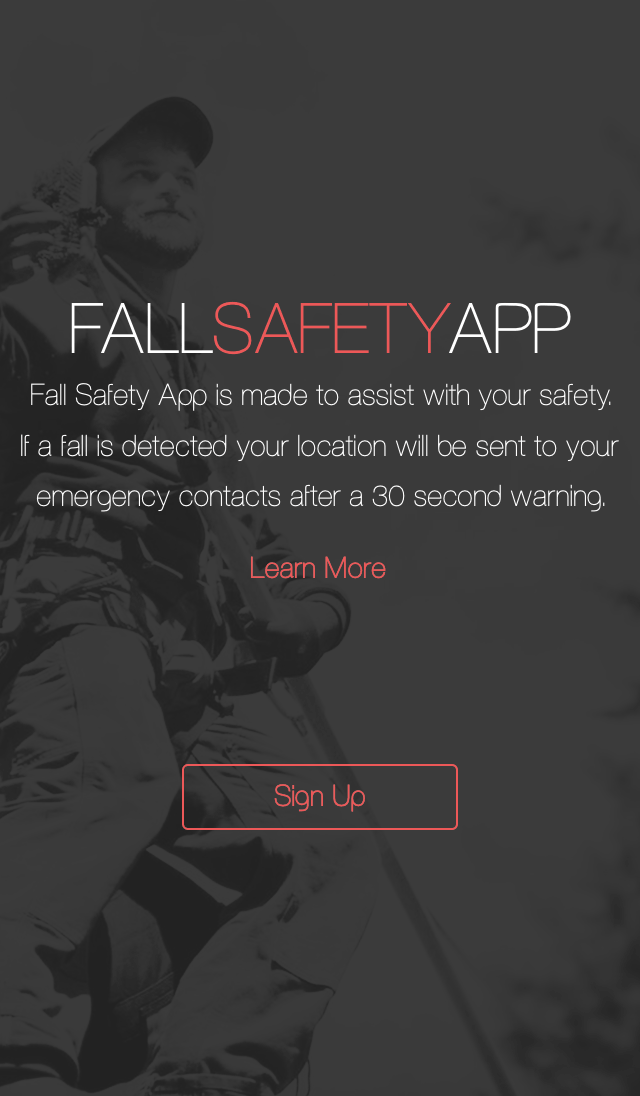 FALLSAFETYAPP
Fall Safety App is made to assist with your safety.
If a fall is detected your location will be sent to your
emergency contacts after a 30 second warning.
Learn More
Sign Up